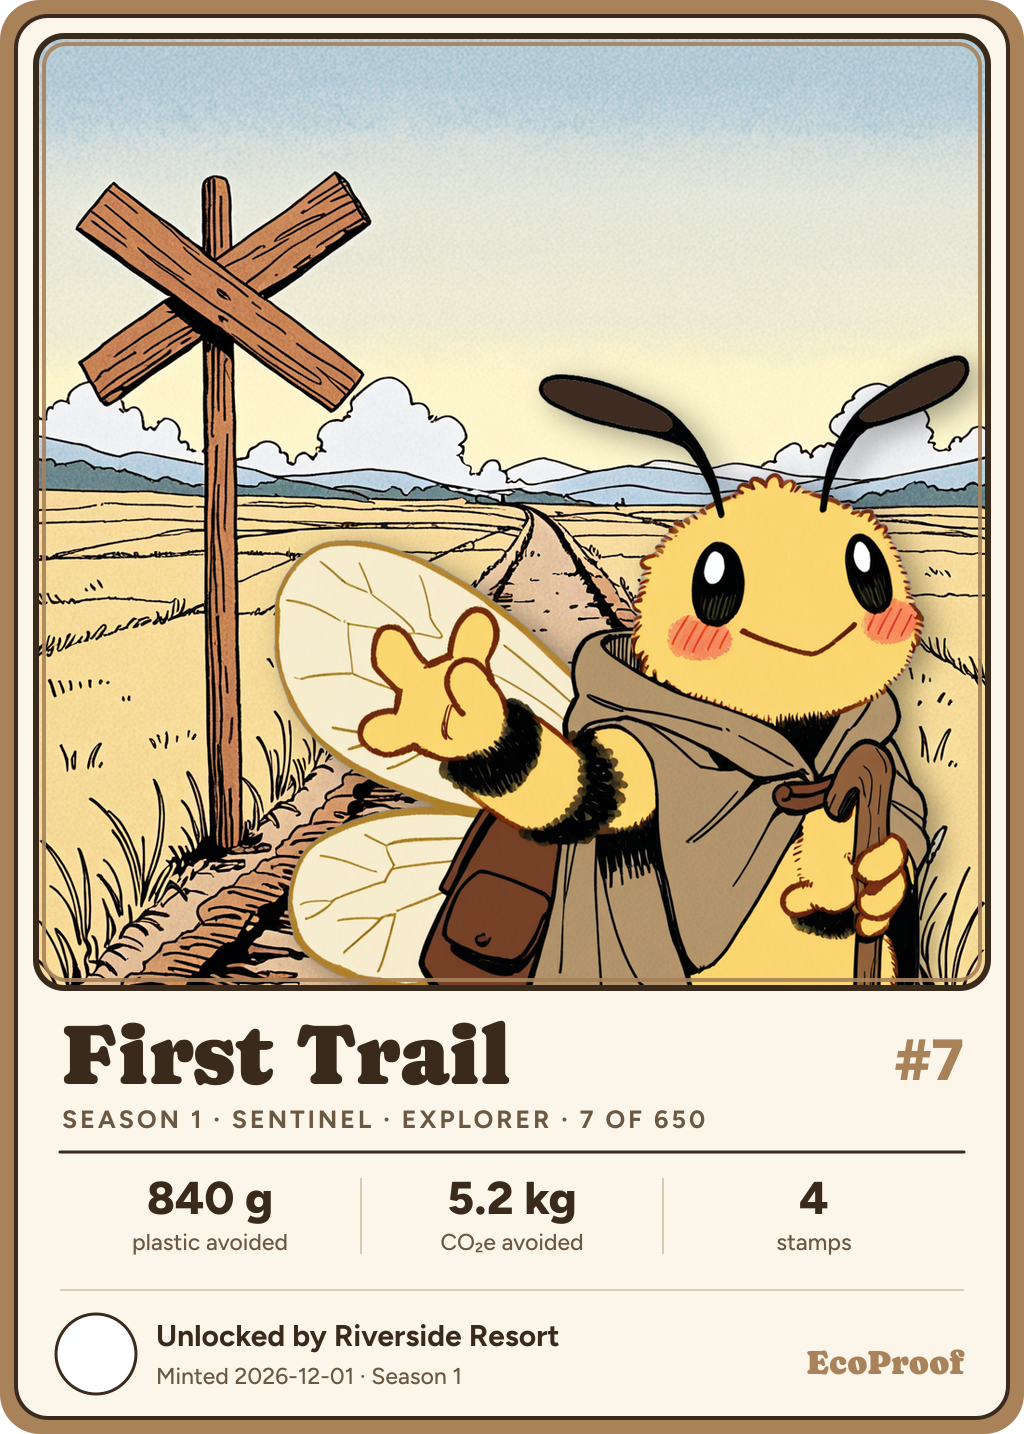 First Trail
#7
SEASON 1 · SENTINEL · EXPLORER · 7 OF 650
840 g
plastic avoided
5.2 kg
CO₂e avoided
4
stamps
Unlocked by Riverside Resort
Minted 2026-12-01 · Season 1
EcoProof